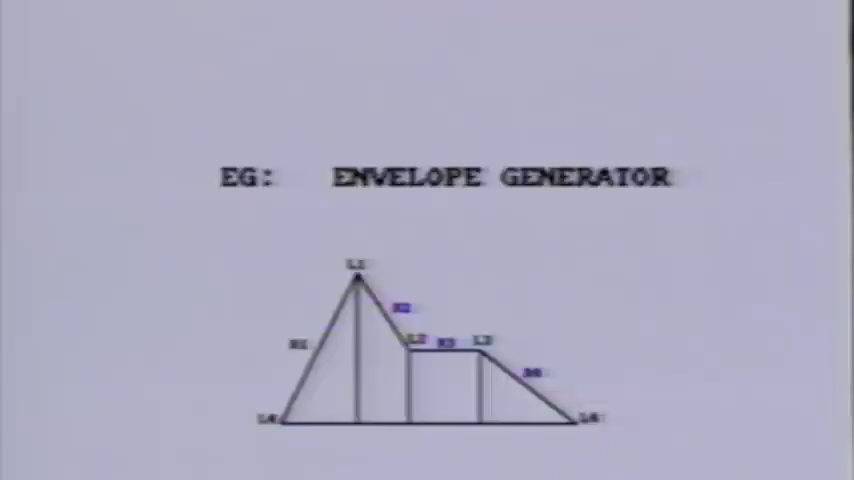 EG: ENVELOPE GENERATOR
L1
R2
R1
L2 R3 L3
R4
L4 L4